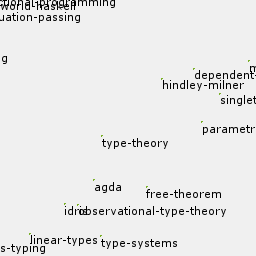 ctional-programming
world-haskell
uation-passing
g
m
dependent-
hindley-milner
singlet
parametr
type-theory
agda
free-theorem
idris
observational-type-theory
linear-types
type-systems
s-typing